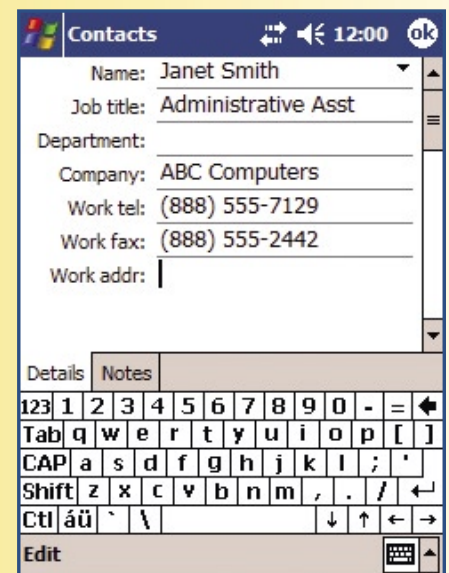 Contacts 12:00 ok
Name: Janet Smith
Job title: Administrative Asst
Department:
Company: ABC Computers
Work tel: (888) 555-7129
Work fax: (888) 555-2442
Work addr:
Details Notes
123 1 2 3 4 5 6 7 8 9 0 - =
Tab q w e r t y u i o p [ ]
CAP a s d f g h j k l ; '
Shift z x c v b n m , . /
Ctl áü ` \
Edit